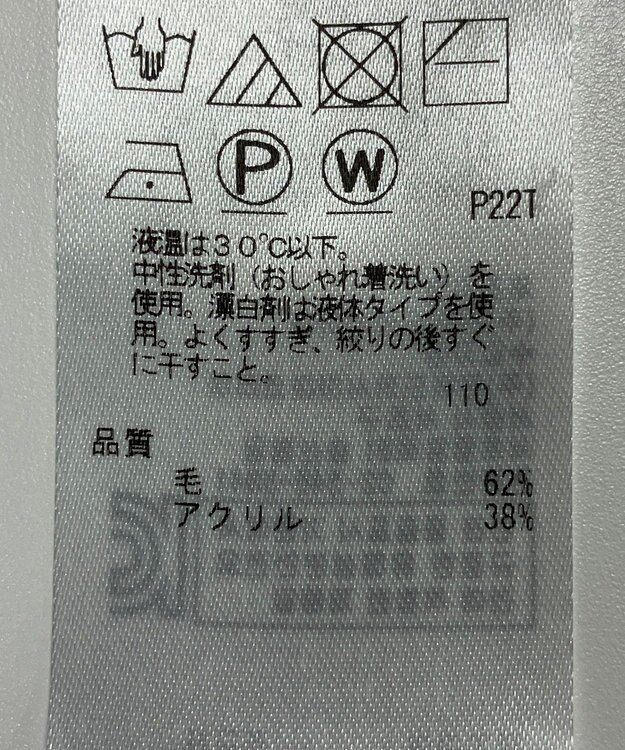 P
W
P22T
液温は30℃以下。
中性洗剤（おしゃれ着洗い）を
使用。漂白剤は液体タイプを使
用。よくすすぎ、絞りの後すぐ
に干すこと。
110
品質
毛 62%
アクリル 38%